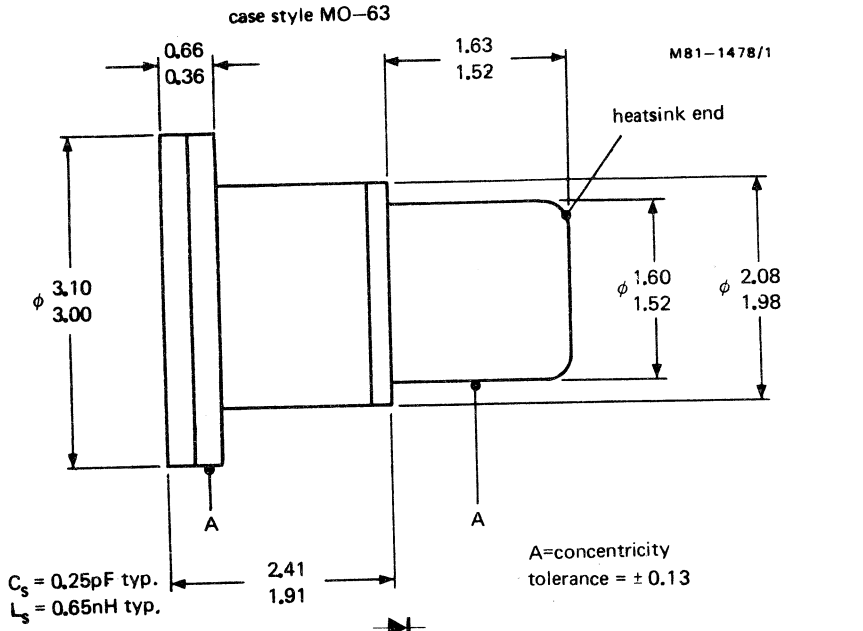 case style MO–63
0.66
0.36
1.63
1.52
M81–1478/1
heatsink end
ϕ 3.10
3.00
ϕ 1.60
1.52
ϕ 2.08
1.98
A
A
2.41
1.91
A=concentricity
tolerance = ± 0.13
Cs = 0.25pF typ.
Ls = 0.65nH typ.